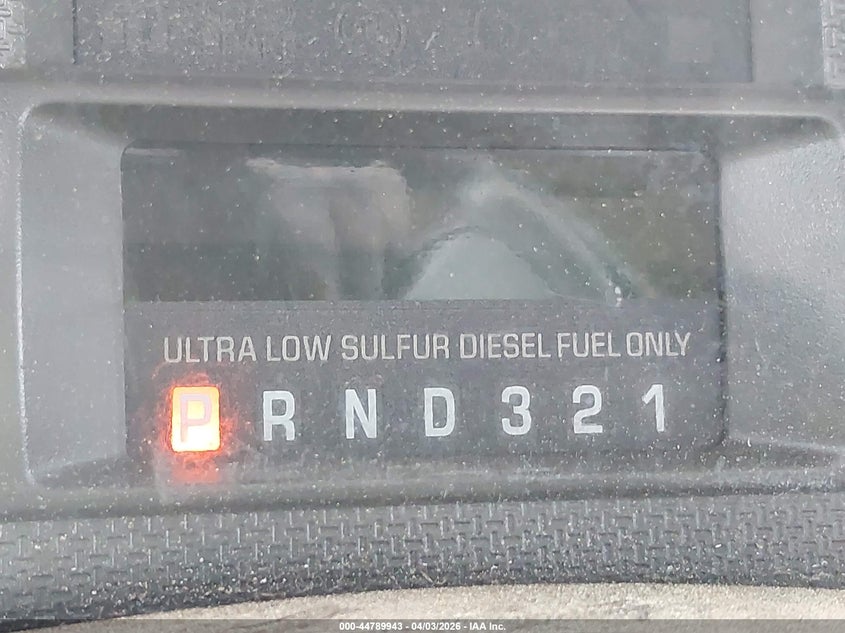 ULTRA LOW SULFUR DIESEL FUEL ONLY
P R N D 3 2 1
000-44789943 - 04/03/2026 - IAA Inc.